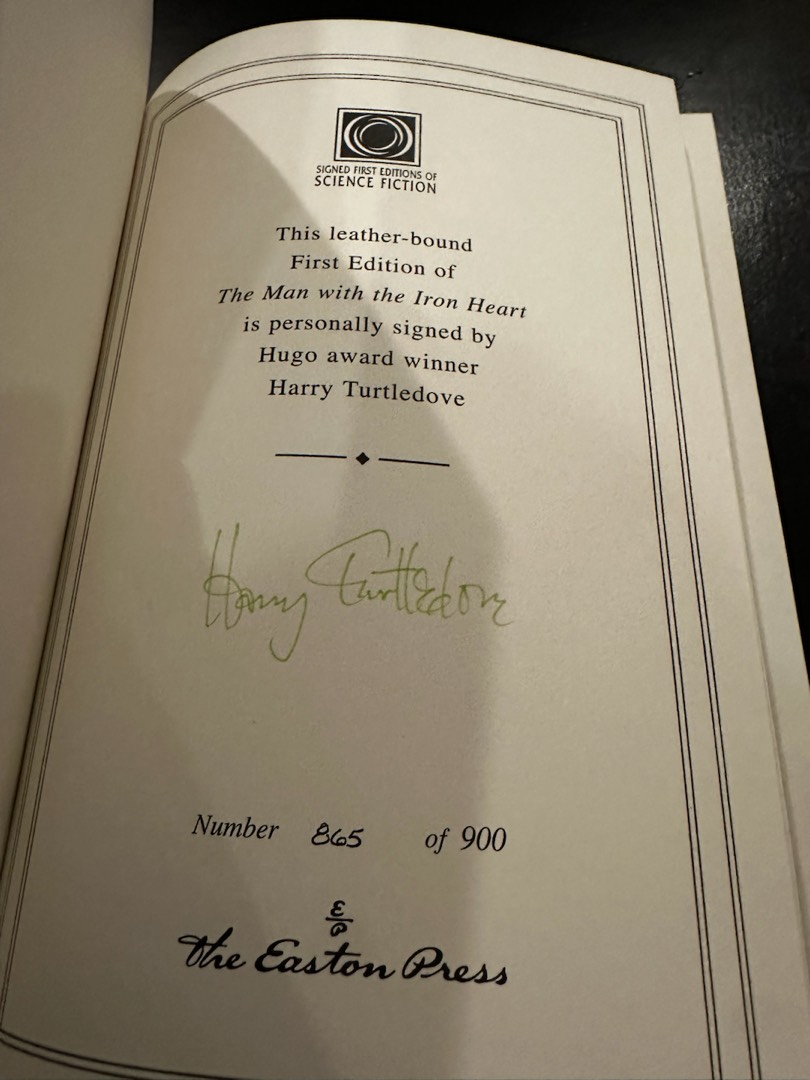 SIGNED FIRST EDITIONS OF
SCIENCE FICTION
This leather-bound
First Edition of
The Man with the Iron Heart
is personally signed by
Hugo award winner
Harry Turtledove
Harry Turtledove
Number 865 of 900
EP
The Easton Press